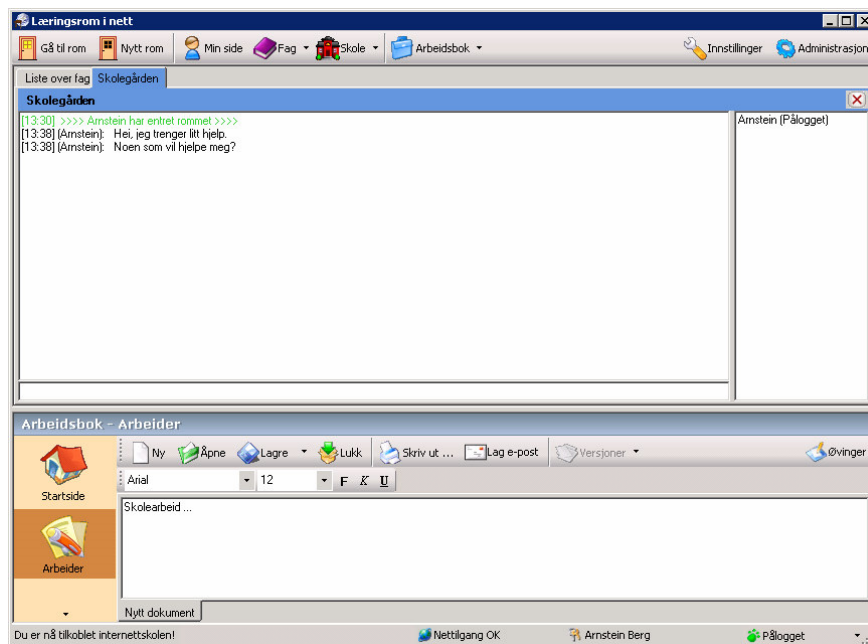 Læringsrom i nett
Gå til rom Nytt rom Min side Fag Skole Arbeidsbok Innstillinger Administrasjon
Liste over fag Skolegården
Skolegården
[13:30] >>>> Arnstein har entret rommet >>>>
Arnstein (Pålogget)
[13:38] (Arnstein): Hei, jeg trenger litt hjelp.
[13:38] (Arnstein): Noen som vil hjelpe meg?
Arbeidsbok - Arbeider
Ny Åpne Lagre Lukk Skriv ut ... Lag e-post Versjoner Øvinger
Arial 12 F K U
Startside
Skolearbeid ...
Arbeider
Nytt dokument
Du er nå tilkoblet internettskolen! Nettilgang OK Arnstein Berg Pålogget